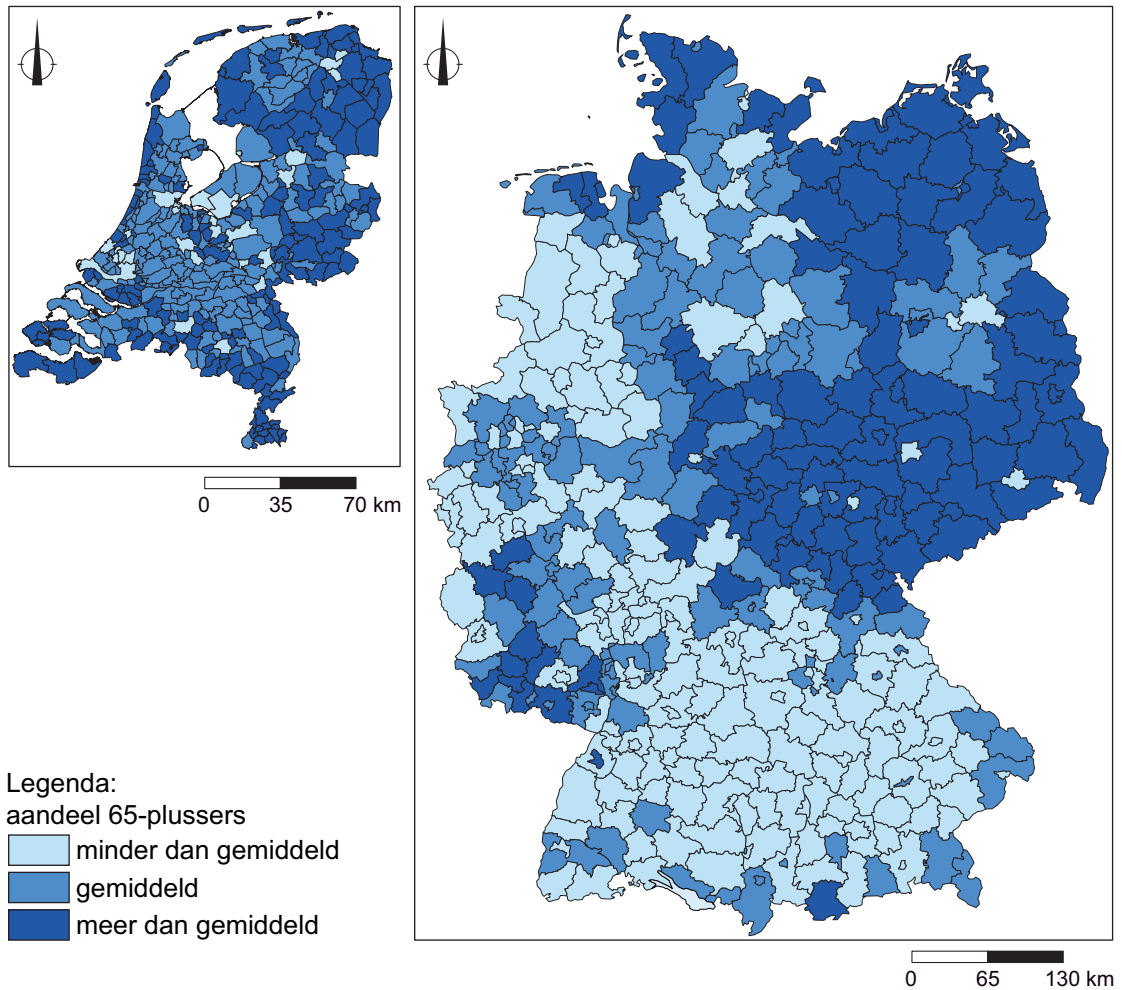 0 35 70 km
Legenda:
aandeel 65-plussers
minder dan gemiddeld
gemiddeld
meer dan gemiddeld
0 65 130 km